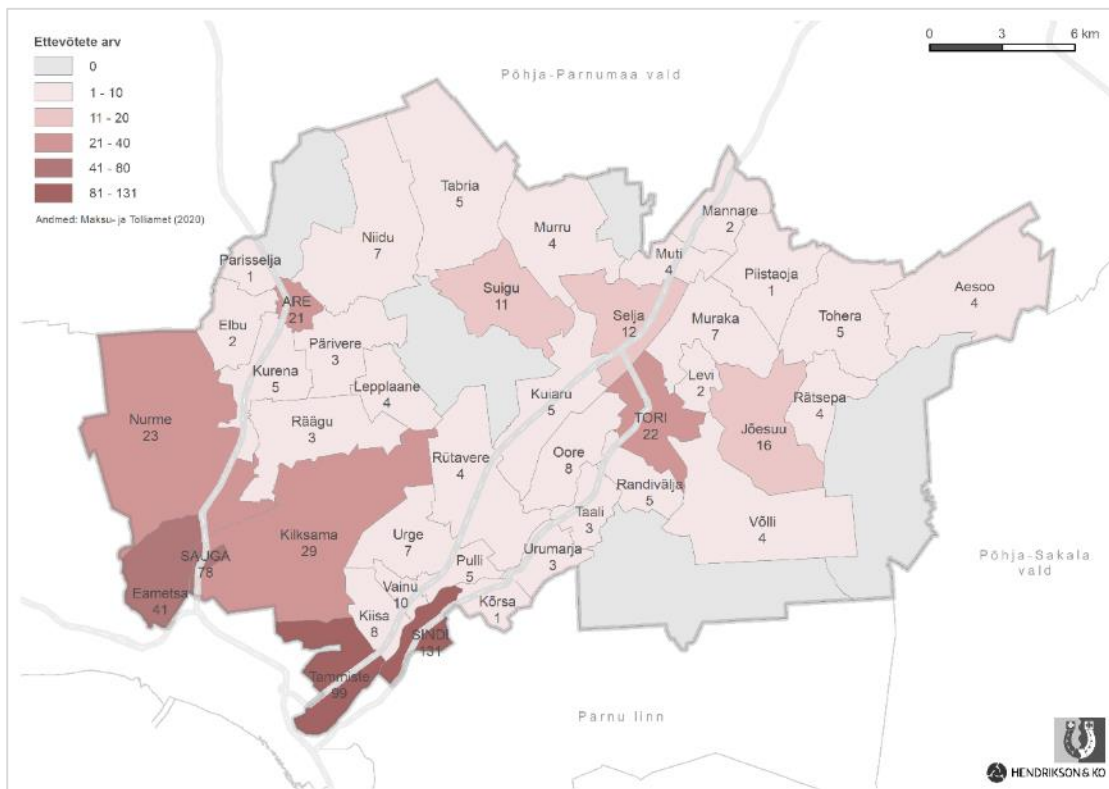 Ettevõtete arv
0
1 - 10
11 - 20
21 - 40
41 - 80
81 - 131
Andmed: Maksu- ja Tolliamet (2020)
0 3 6 km
Põhja-Parnumaa vald
Tabria
5
Mannare
2
Niidu
7
Murru
4
Muti
4
Parisselja
1
Piistaoja
1
Aesoo
4
Suigu
11
ARE
21
Selja
12
Muraka
7
Tohera
5
Elbu
2
Pärivere
3
Kurena
5
Lepplaane
4
Levi
2
Rätsepa
4
Kuiaru
5
Nurme
23
Räägu
3
TORI
22
Jõesuu
16
Oore
8
Rütavere
4
Randivälja
5
Taali
3
Võlli
4
Kilksama
29
Urge
7
SAUGA
78
Urumarja
3
Pulli
5
Põhja-Sakala
vald
Eametsa
41
Vainu
10
Kõrsa
1
Kiisa
8
SINDI
131
Tammiste
99
Parnu linn
HENDRIKSON & KO